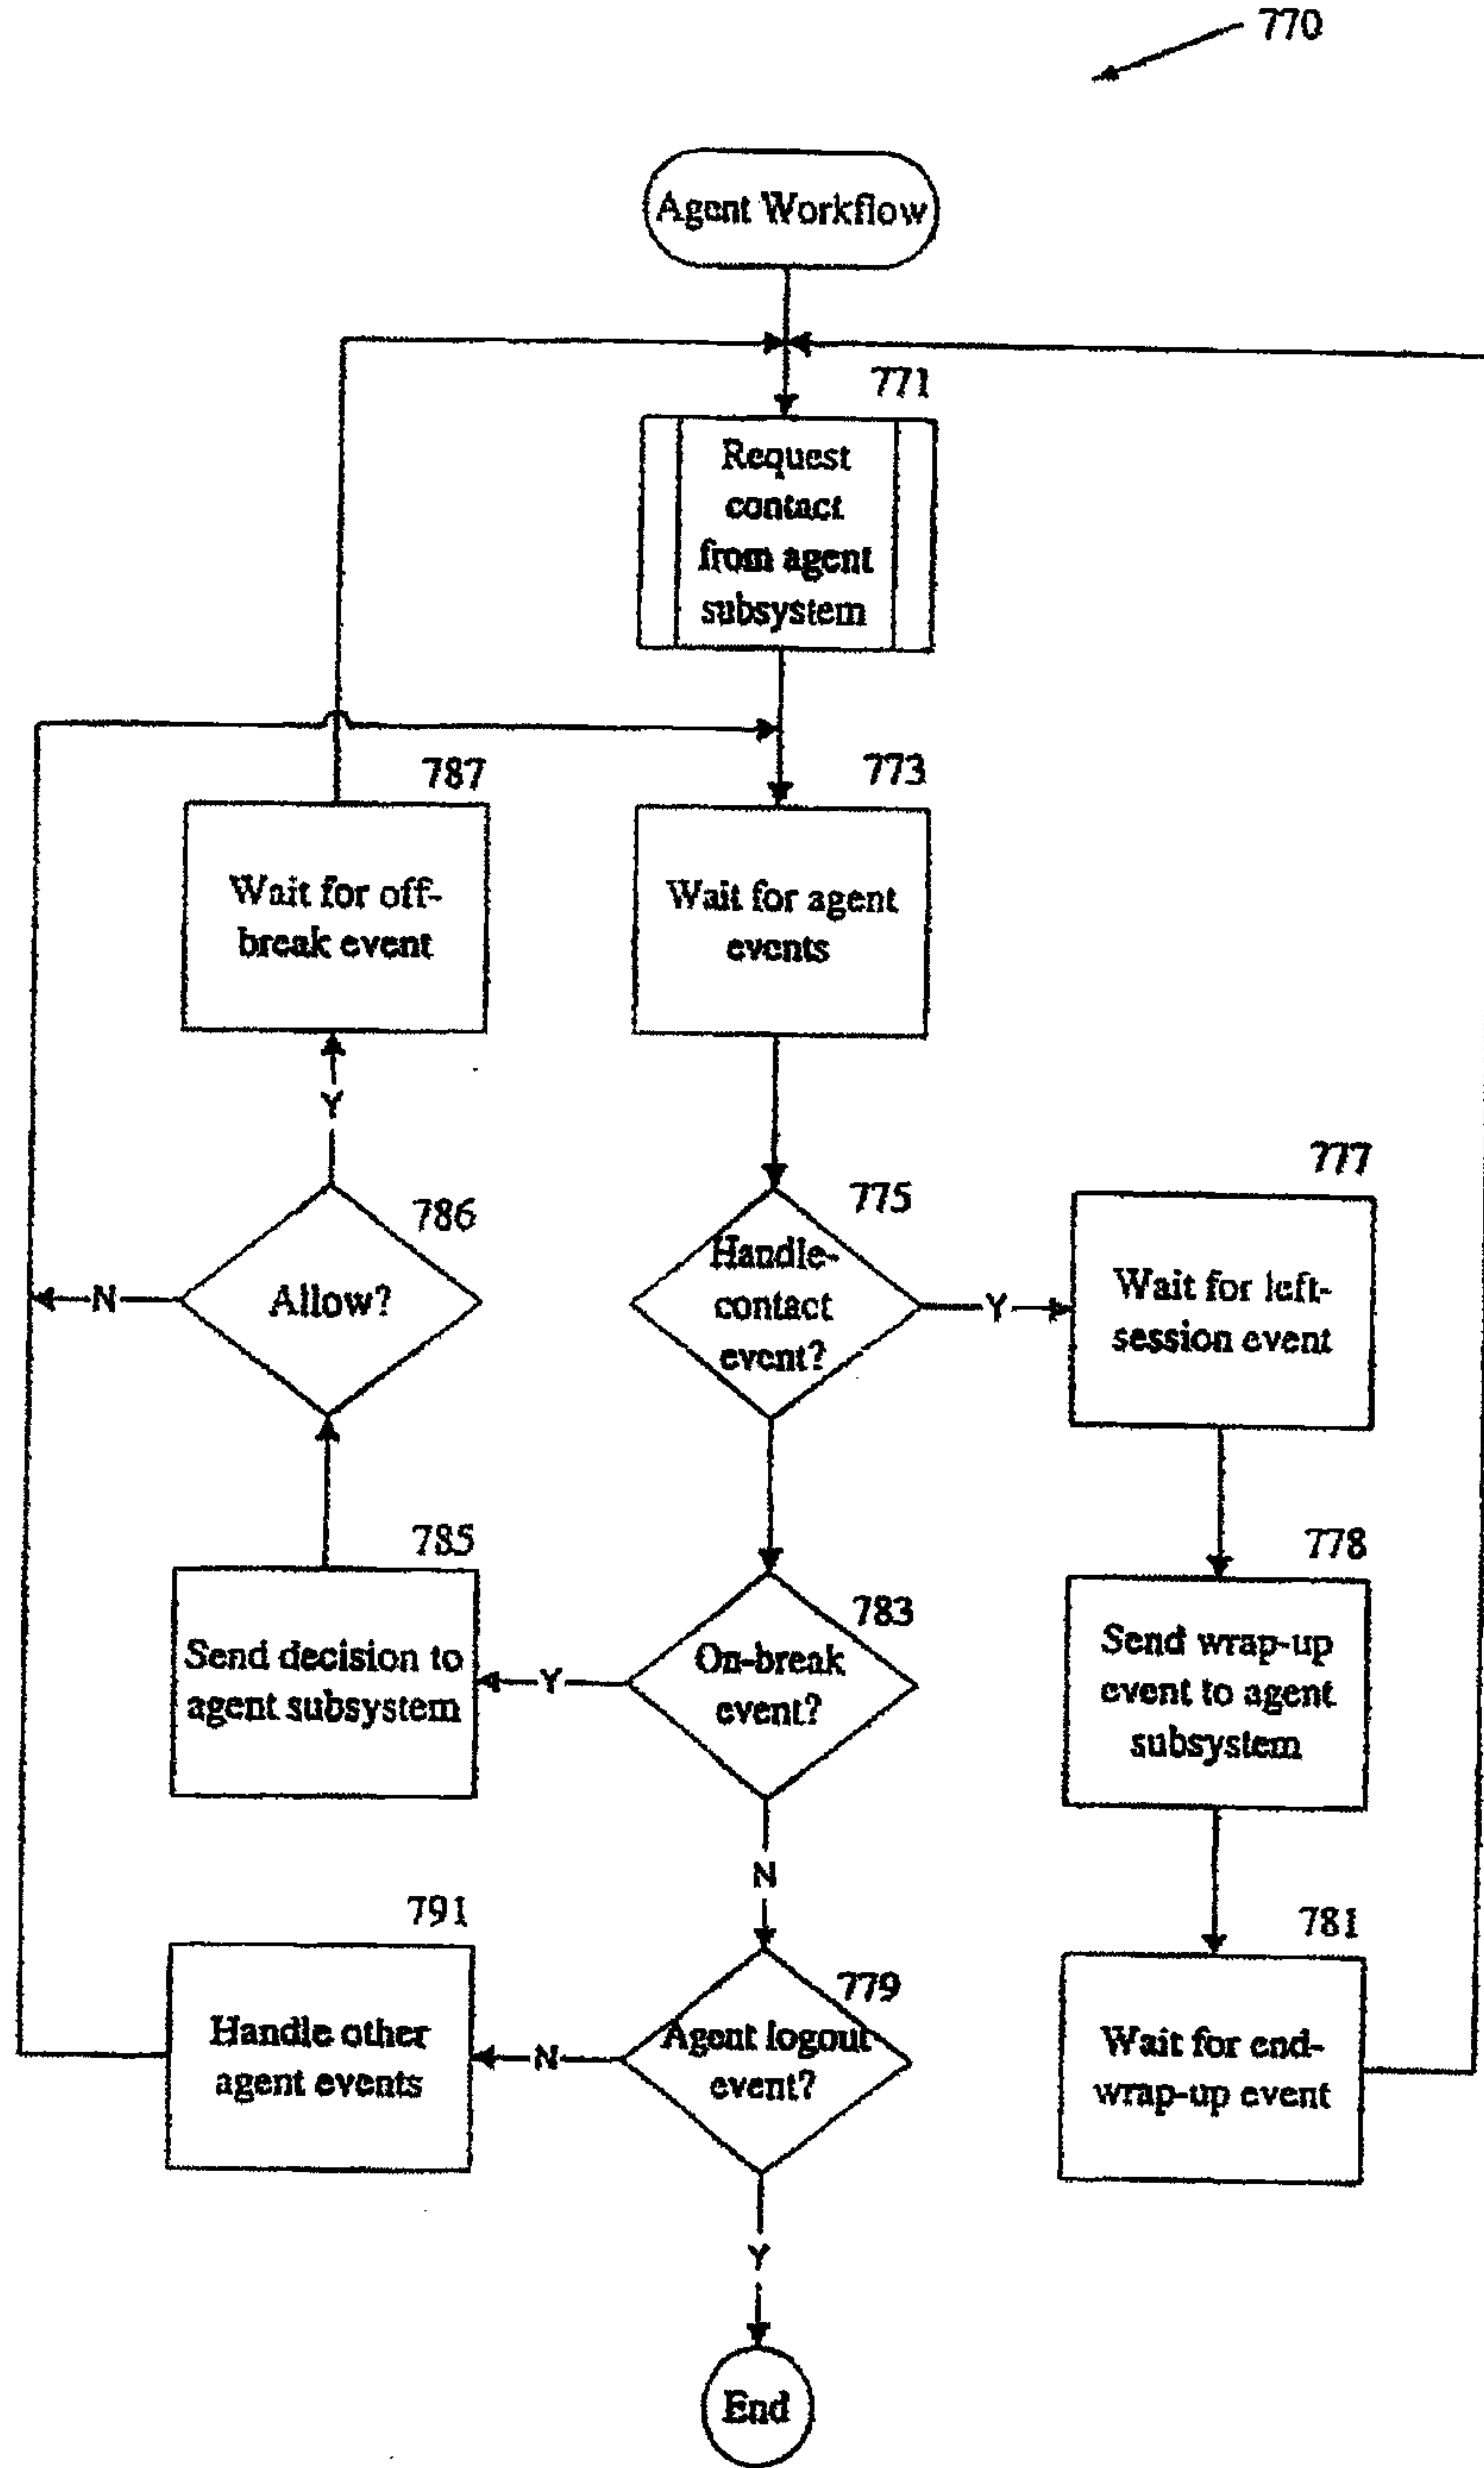 770
Agent Workflow
771
Request
contact
from agent
subsystem
787
Wait for off-
break event
773
Wait for agent
events
Y
786
Allow?
N
775
Handle-
contact
event?
Y
777
Wait for left-
session event
785
Send decision to
agent subsystem
Y
783
On-break
event?
778
Send wrap-up
event to agent
subsystem
N
791
Handle other
agent events
N
779
Agent logout
event?
781
Wait for end-
wrap-up event
Y
End